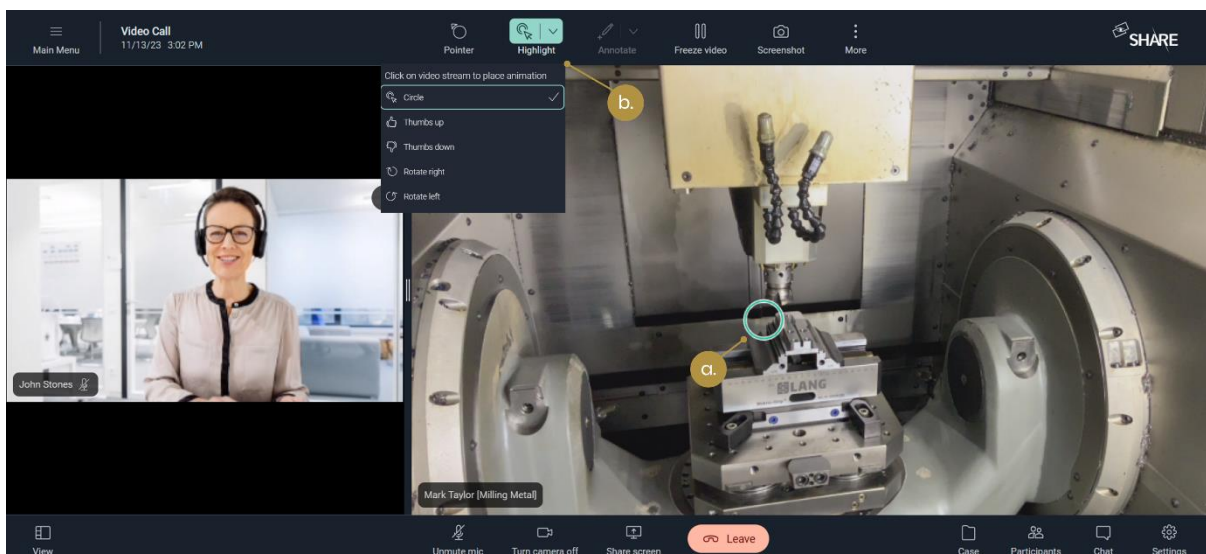 Main Menu
Video Call
11/13/23 3:02 PM
Pointer
Highlight
Annotate
Freeze video
Screenshot
More
SHARE
Click on video stream to place animation
Circle
Thumbs up
Thumbs down
Rotate right
Rotate left
b.
a.
LANG
John Stones
Mark Taylor [Milling Metal]
View
Unmute mic
Turn camera off
Share screen
Leave
Case
Participants
Chat
Settings